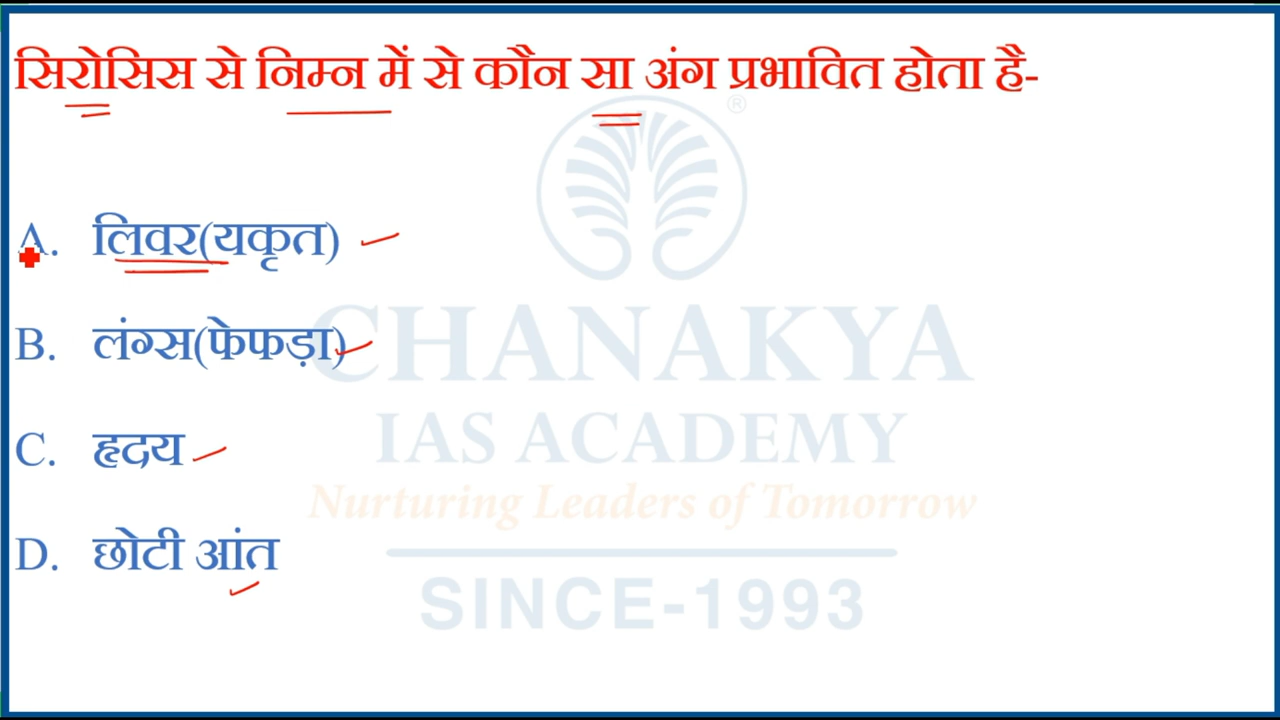 सिरोसिस से निम्न में से कौन सा अंग प्रभावित होता है-
A. लिवर(यकृत)
B. लंग्स(फेफड़ा)
C. हृदय
D. छोटी आंत
®
CHANAKYA
IAS ACADEMY
Nurturing Leaders of Tomorrow
SINCE-1993